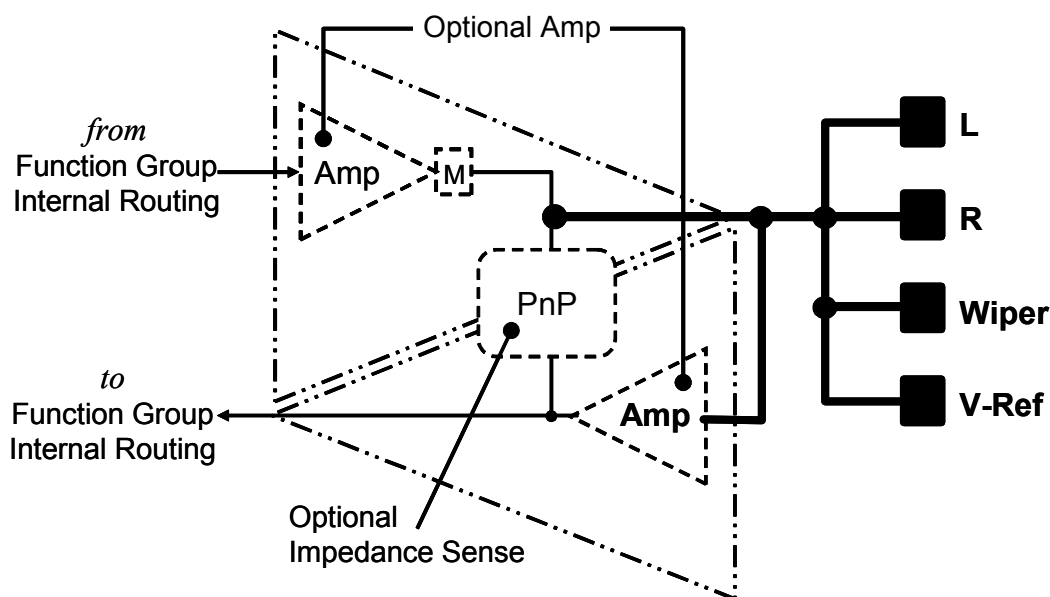 Optional Amp
from
Function Group
Internal Routing
Amp
M
L
R
PnP
Wiper
to
Function Group
Internal Routing
Amp
V-Ref
Optional
Impedance Sense